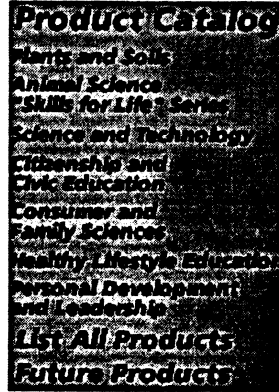 Product Catalog
Plants and Soils
Animal Science
"Skills for Life" Series
Science and Technology
Citizenship and
Civic Education
Consumer and
Family Sciences
Healthy Lifestyle Education
Personal Development
and Leadership
List All Products
Future Products